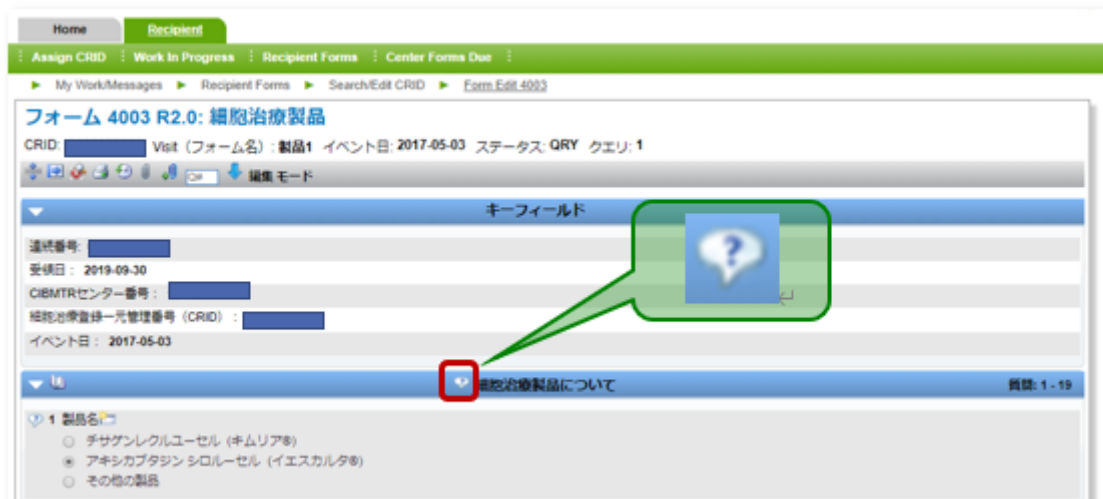 Home Recipient
Assign CRID Work In Progress Recipient Forms Center Forms Due
My Work/Messages Recipient Forms Search/Edit CRID Form Edit 4003
フォーム 4003 R2.0: 細胞治療製品
CRID: Visit (フォーム名) : 製品1 イベント日: 2017-05-03 ステータス: QRY クエリ: 1
編集 モード
キーフィールド
連続番号:
受領日 : 2019-09-30
CIBMTRセンター番号 :
細胞治療登録一元管理番号 (CRID) :
イベント日 : 2017-05-03
細胞治療製品について 質問: 1 - 19
1 製品名
チサゲンレクルユーセル (キムリア®)
アキシカブタジン シロルーセル (イエスカルタ®)
その他の製品